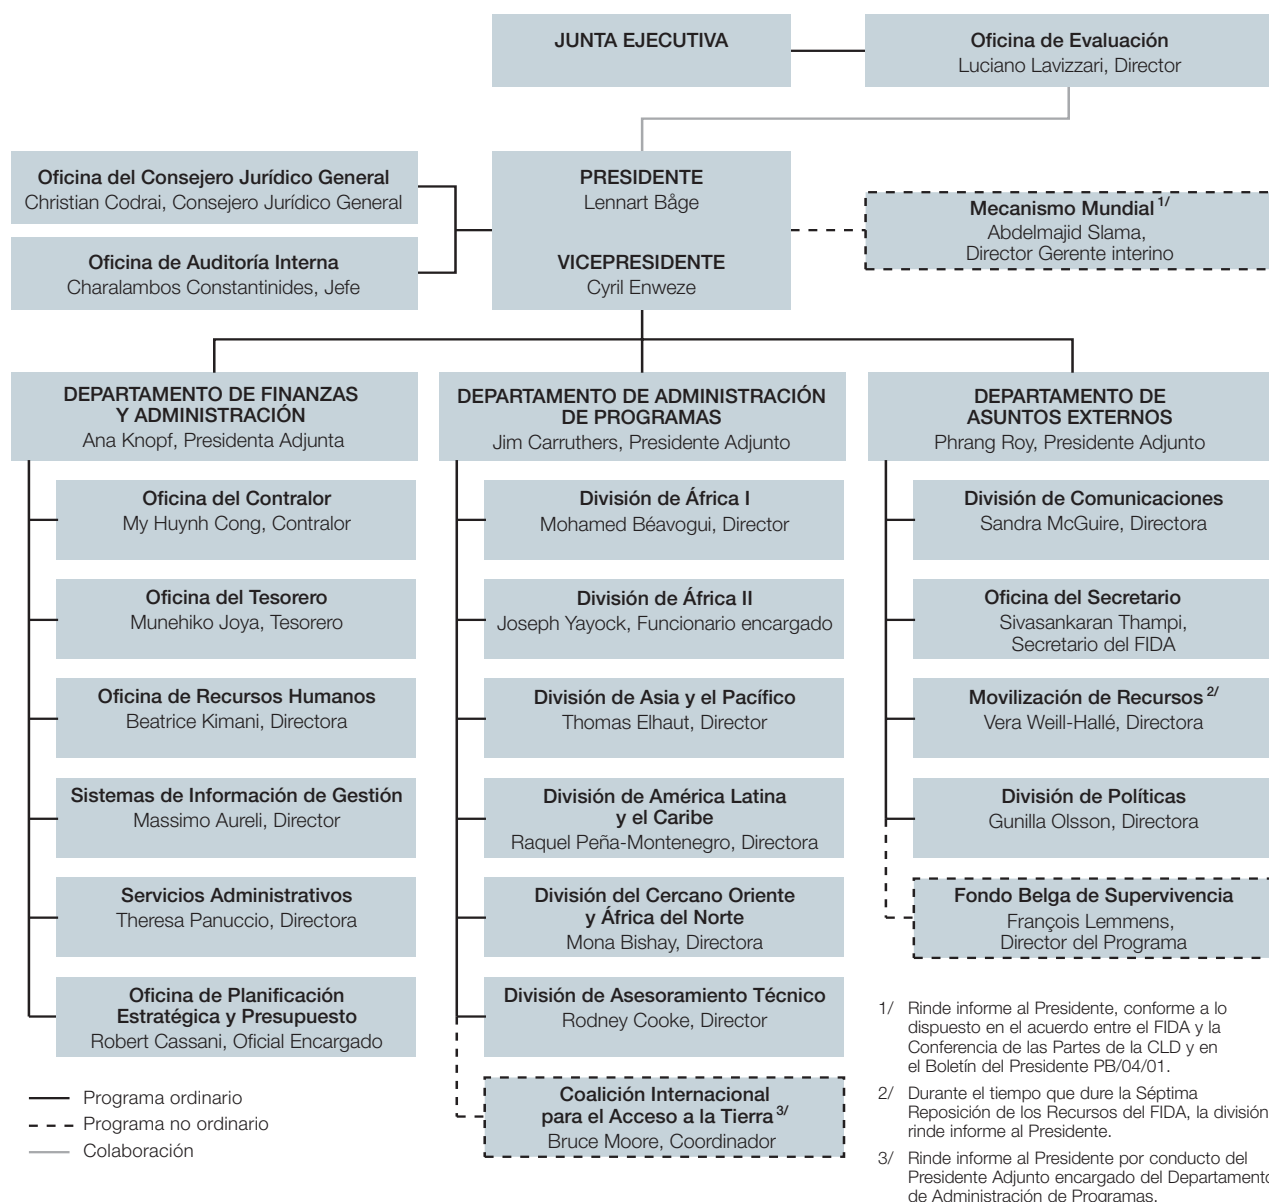 JUNTA EJECUTIVA
Oficina de Evaluación
Luciano Lavizzari, Director
Oficina del Consejero Jurídico General
Christian Codrai, Consejero Jurídico General
Oficina de Auditoría Interna
Charalambos Constantinides, Jefe
PRESIDENTE
Lennart Båge
VICEPRESIDENTE
Cyril Enweze
Mecanismo Mundial 1/
Abdelmajid Slama,
Director Gerente interino
DEPARTAMENTO DE FINANZAS
Y ADMINISTRACIÓN
Ana Knopf, Presidenta Adjunta
Oficina del Contralor
My Huynh Cong, Contralor
Oficina del Tesorero
Munehiko Joya, Tesorero
Oficina de Recursos Humanos
Beatrice Kimani, Directora
Sistemas de Información de Gestión
Massimo Aureli, Director
Servicios Administrativos
Theresa Panuccio, Directora
Oficina de Planificación
Estratégica y Presupuesto
Robert Cassani, Oficial Encargado
DEPARTAMENTO DE ADMINISTRACIÓN
DE PROGRAMAS
Jim Carruthers, Presidente Adjunto
División de África I
Mohamed Béavogui, Director
División de África II
Joseph Yayock, Funcionario encargado
División de Asia y el Pacífico
Thomas Elhaut, Director
División de América Latina
y el Caribe
Raquel Peña-Montenegro, Directora
División del Cercano Oriente
y África del Norte
Mona Bishay, Directora
División de Asesoramiento Técnico
Rodney Cooke, Director
Coalición Internacional
para el Acceso a la Tierra 3/
Bruce Moore, Coordinador
DEPARTAMENTO DE
ASUNTOS EXTERNOS
Phrang Roy, Presidente Adjunto
División de Comunicaciones
Sandra McGuire, Directora
Oficina del Secretario
Sivasankaran Thampi,
Secretario del FIDA
Movilización de Recursos 2/
Vera Weill-Hallé, Directora
División de Políticas
Gunilla Olsson, Directora
Fondo Belga de Supervivencia
François Lemmens,
Director del Programa
Programa ordinario
Programa no ordinario
Colaboración
1/ Rinde informe al Presidente, conforme a lo
dispuesto en el acuerdo entre el FIDA y la
Conferencia de las Partes de la CLD y en
el Boletín del Presidente PB/04/01.
2/ Durante el tiempo que dure la Séptima
Reposición de los Recursos del FIDA, la división
rinde informe al Presidente.
3/ Rinde informe al Presidente por conducto del
Presidente Adjunto encargado del Departamento
de Administración de Programas.